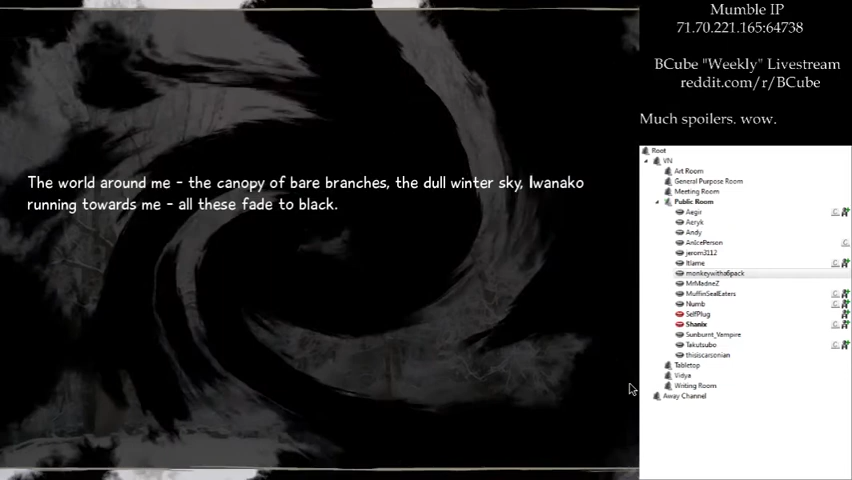 The world around me - the canopy of bare branches, the dull winter sky, Iwanako
running towards me - all these fade to black.
Mumble IP
71.70.221.165:64738
BCube "Weekly" Livestream
reddit.com/r/BCube
Much spoilers. wow.
Root
VN
Art Room
General Purpose Room
Meeting Room
Public Room
Aegir
Aeryk
Andy
AnicePerson
jerom3112
ltlame
monkeywitha6pack
MrMadneZ
MuffinSealEaters
Numb
SelfPlug
Shanix
Sunburnt_Vampire
Takutsubo
thisiscarsonian
Tabletop
Vidya
Writing Room
Away Channel